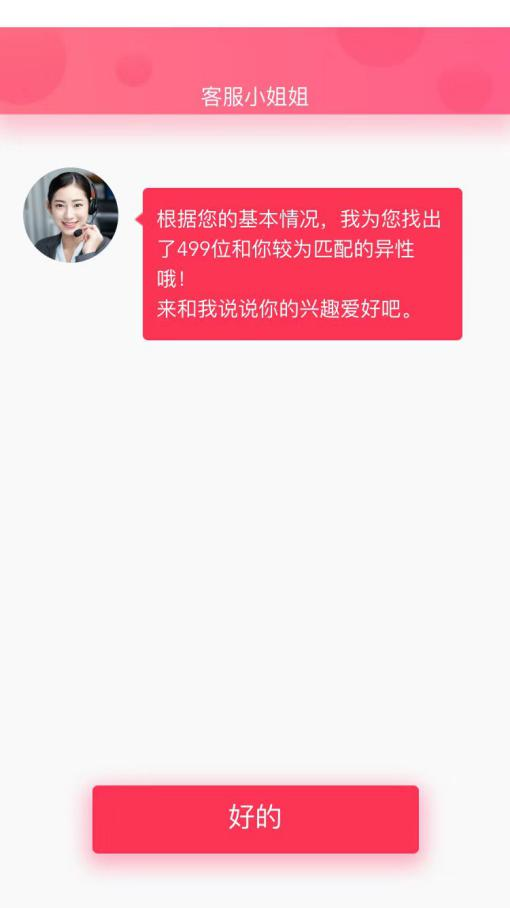 客服小姐姐
根据您的基本情况，我为您找出
了499位和你较为匹配的异性
哦！
来和我说说你的兴趣爱好吧。
好的